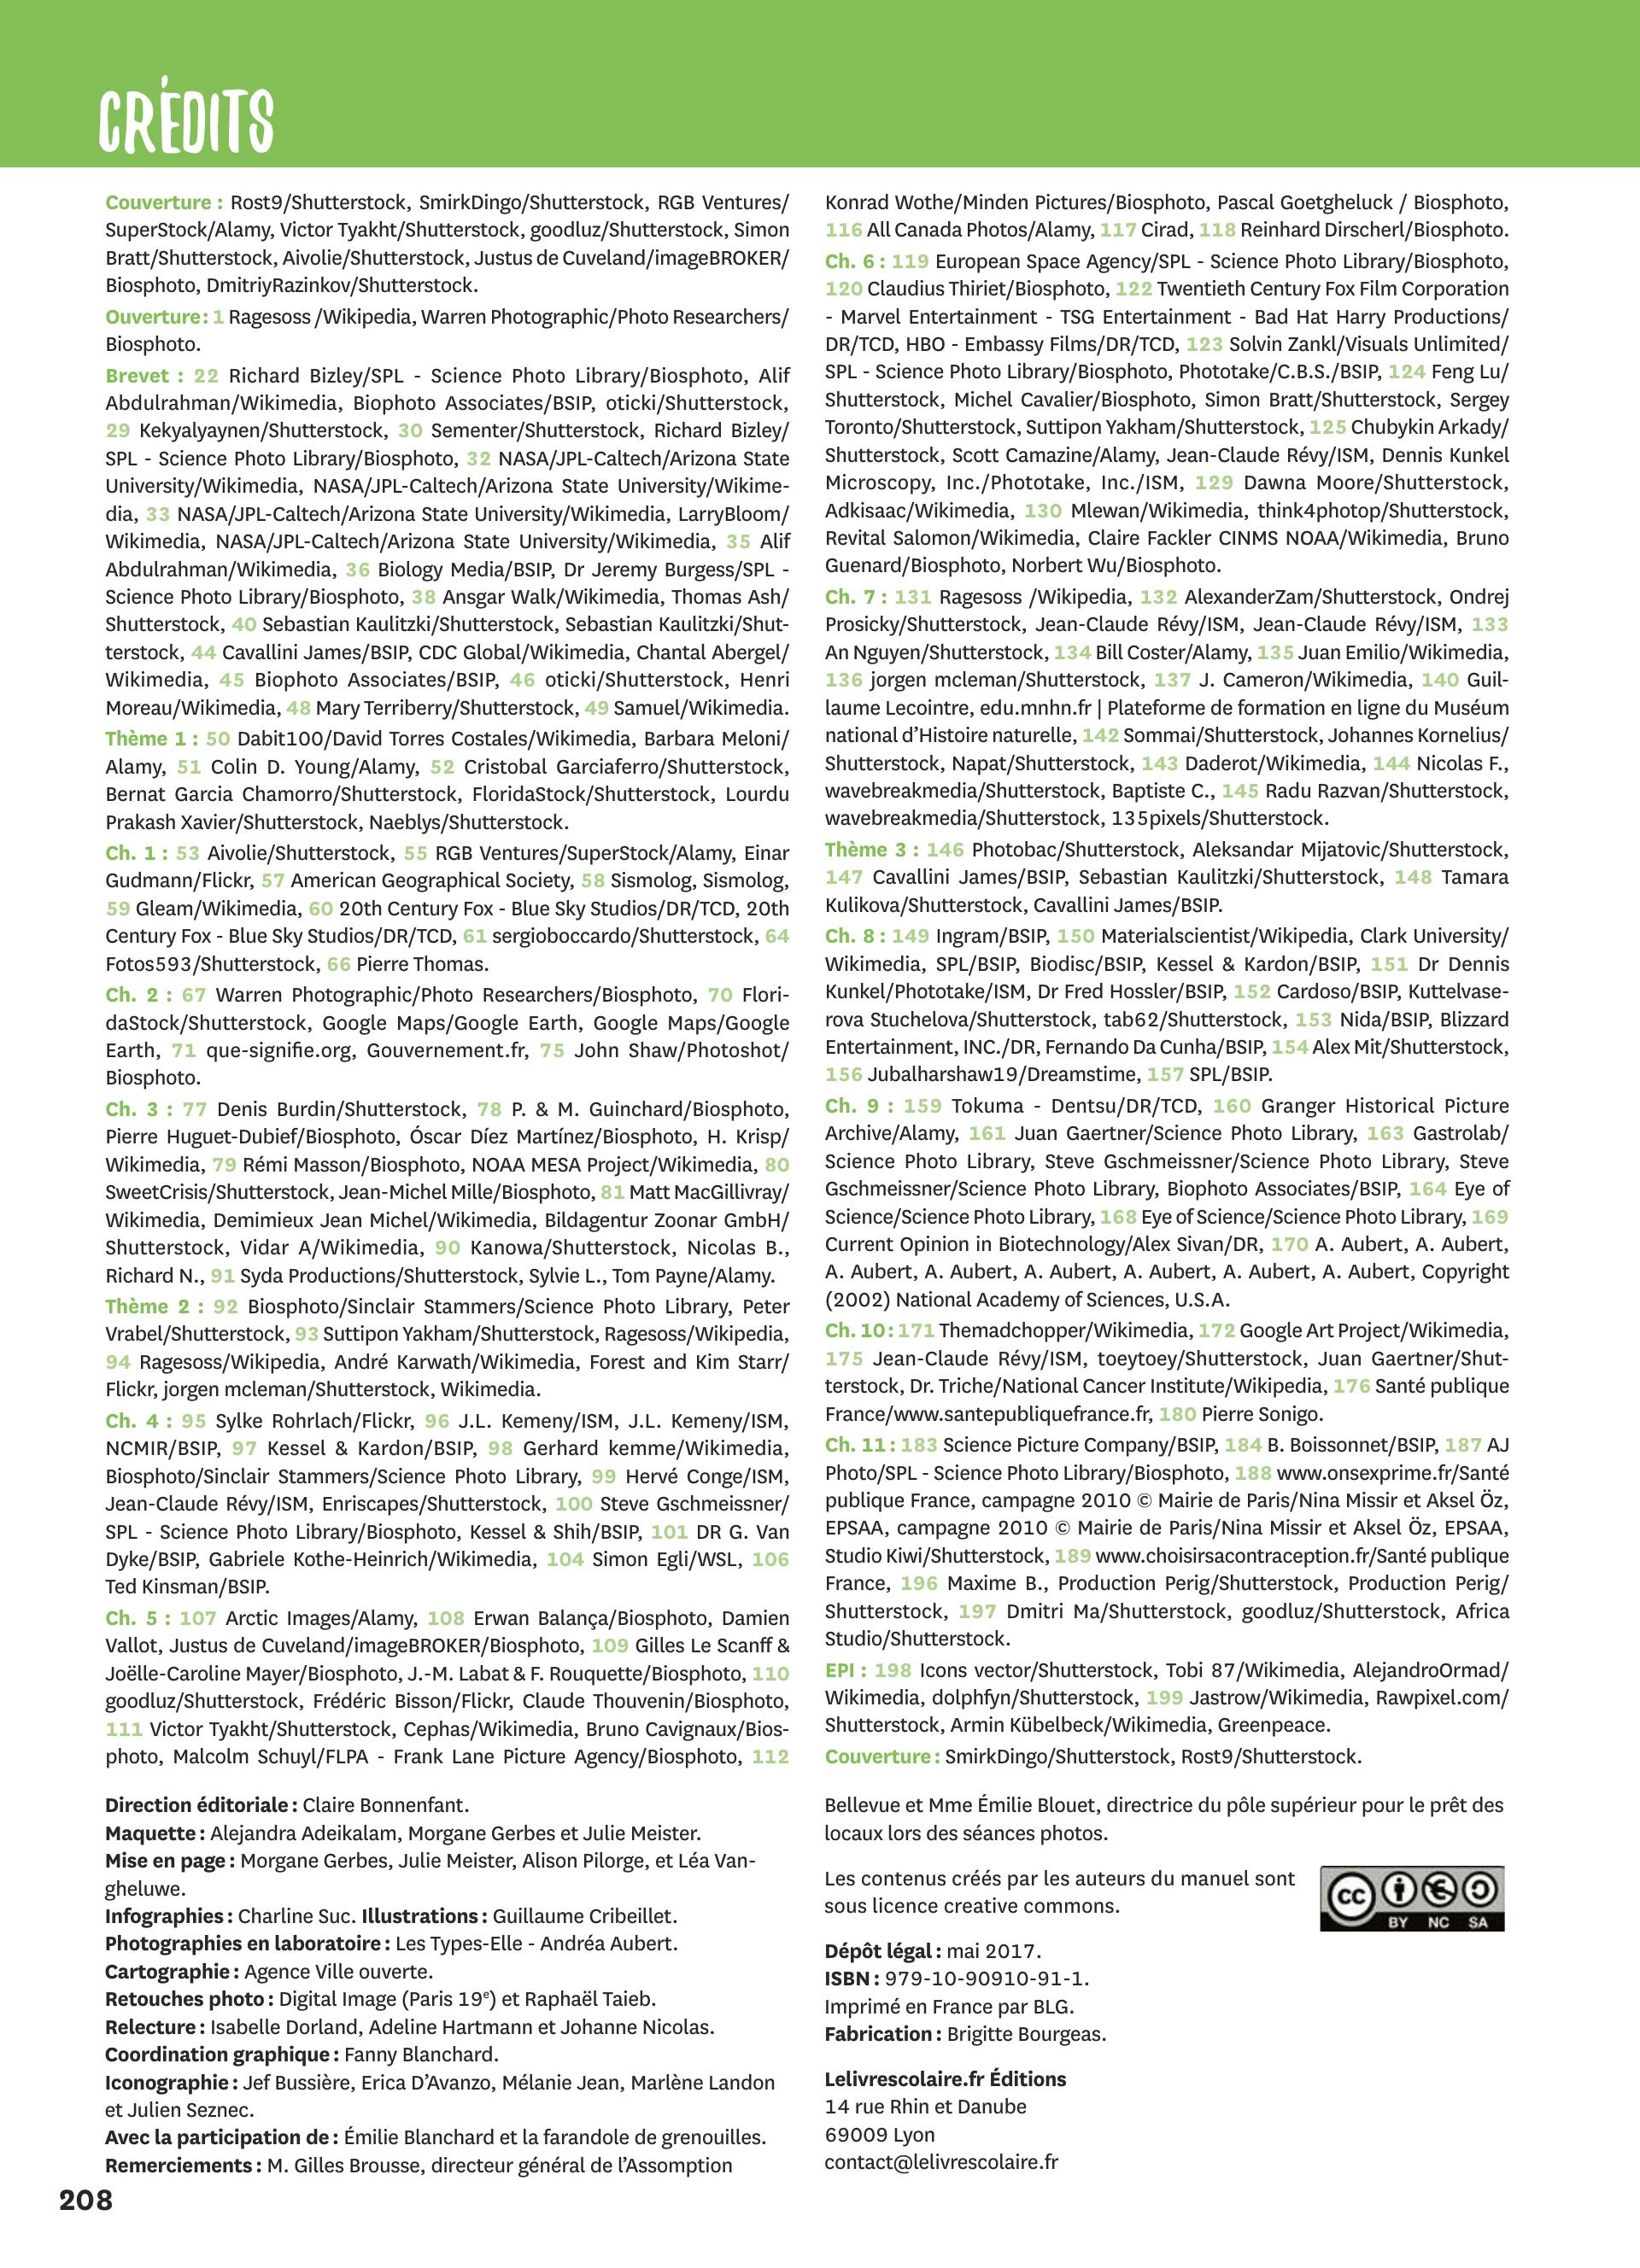 CRÉDITS
Couverture : Rost9/Shutterstock, SmirkDingo/Shutterstock, RGB Ventures/
SuperStock/Alamy, Victor Tyakht/Shutterstock, goodluz/Shutterstock, Simon
Bratt/Shutterstock, Aivolie/Shutterstock, Justus de Cuveland/imageBROKER/
Biosphoto, DmitriyRazinkov/Shutterstock.
Ouverture : 1 Ragesoss /Wikipedia, Warren Photographic/Photo Researchers/
Biosphoto.
Brevet : 22 Richard Bizley/SPL - Science Photo Library/Biosphoto, Alif
Abdulrahman/Wikimedia, Biophoto Associates/BSIP, oticki/Shutterstock,
29 Kekyalyaynen/Shutterstock, 30 Sementer/Shutterstock, Richard Bizley/
SPL - Science Photo Library/Biosphoto, 32 NASA/JPL-Caltech/Arizona State
University/Wikimedia, NASA/JPL-Caltech/Arizona State University/Wikime-
dia, 33 NASA/JPL-Caltech/Arizona State University/Wikimedia, LarryBloom/
Wikimedia, NASA/JPL-Caltech/Arizona State University/Wikimedia, 35 Alif
Abdulrahman/Wikimedia, 36 Biology Media/BSIP, Dr Jeremy Burgess/SPL -
Science Photo Library/Biosphoto, 38 Ansgar Walk/Wikimedia, Thomas Ash/
Shutterstock, 40 Sebastian Kaulitzki/Shutterstock, Sebastian Kaulitzki/Shut-
terstock, 44 Cavallini James/BSIP, CDC Global/Wikimedia, Chantal Abergel/
Wikimedia, 45 Biophoto Associates/BSIP, 46 oticki/Shutterstock, Henri
Moreau/Wikimedia, 48 Mary Terriberry/Shutterstock, 49 Samuel/Wikimedia.
Thème 1 : 50 Dabit100/David Torres Costales/Wikimedia, Barbara Meloni/
Alamy, 51 Colin D. Young/Alamy, 52 Cristobal Garciaferro/Shutterstock,
Bernat Garcia Chamorro/Shutterstock, FloridaStock/Shutterstock, Lourdu
Prakash Xavier/Shutterstock, Naeblys/Shutterstock.
Ch. 1 : 53 Aivolie/Shutterstock, 55 RGB Ventures/SuperStock/Alamy, Einar
Gudmann/Flickr, 57 American Geographical Society, 58 Sismolog, Sismolog,
59 Gleam/Wikimedia, 60 20th Century Fox - Blue Sky Studios/DR/TCD, 20th
Century Fox - Blue Sky Studios/DR/TCD, 61 sergioboccardo/Shutterstock, 64
Fotos593/Shutterstock, 66 Pierre Thomas.
Ch. 2 : 67 Warren Photographic/Photo Researchers/Biosphoto, 70 Flori-
daStock/Shutterstock, Google Maps/Google Earth, Google Maps/Google
Earth, 71 que-signifie.org, Gouvernement.fr, 75 John Shaw/Photoshot/
Biosphoto.
Ch. 3 : 77 Denis Burdin/Shutterstock, 78 P. & M. Guinchard/Biosphoto,
Pierre Huguet-Dubief/Biosphoto, Óscar Díez Martínez/Biosphoto, H. Krisp/
Wikimedia, 79 Rémi Masson/Biosphoto, NOAA MESA Project/Wikimedia, 80
SweetCrisis/Shutterstock, Jean-Michel Mille/Biosphoto, 81 Matt MacGillivray/
Wikimedia, Demimieux Jean Michel/Wikimedia, Bildagentur Zoonar GmbH/
Shutterstock, Vidar A/Wikimedia, 90 Kanowa/Shutterstock, Nicolas B.,
Richard N., 91 Syda Productions/Shutterstock, Sylvie L., Tom Payne/Alamy.
Thème 2 : 92 Biosphoto/Sinclair Stammers/Science Photo Library, Peter
Vrabel/Shutterstock, 93 Suttipon Yakham/Shutterstock, Ragesoss/Wikipedia,
94 Ragesoss/Wikipedia, André Karwath/Wikimedia, Forest and Kim Starr/
Flickr, jorgen mcleman/Shutterstock, Wikimedia.
Ch. 4 : 95 Sylke Rohrlach/Flickr, 96 J.L. Kemeny/ISM, J.L. Kemeny/ISM,
NCMIR/BSIP, 97 Kessel & Kardon/BSIP, 98 Gerhard kemme/Wikimedia,
Biosphoto/Sinclair Stammers/Science Photo Library, 99 Hervé Conge/ISM,
Jean-Claude Révy/ISM, Enriscapes/Shutterstock, 100 Steve Gschmeissner/
SPL - Science Photo Library/Biosphoto, Kessel & Shih/BSIP, 101 DR G. Van
Dyke/BSIP, Gabriele Kothe-Heinrich/Wikimedia, 104 Simon Egli/WSL, 106
Ted Kinsman/BSIP.
Ch. 5 : 107 Arctic Images/Alamy, 108 Erwan Balança/Biosphoto, Damien
Vallot, Justus de Cuveland/imageBROKER/Biosphoto, 109 Gilles Le Scanff &
Joëlle-Caroline Mayer/Biosphoto, J.-M. Labat & F. Rouquette/Biosphoto, 110
goodluz/Shutterstock, Frédéric Bisson/Flickr, Claude Thouvenin/Biosphoto,
111 Victor Tyakht/Shutterstock, Cephas/Wikimedia, Bruno Cavignaux/Bios-
photo, Malcolm Schuyl/FLPA - Frank Lane Picture Agency/Biosphoto, 112
Konrad Wothe/Minden Pictures/Biosphoto, Pascal Goetgheluck / Biosphoto,
116 All Canada Photos/Alamy, 117 Cirad, 118 Reinhard Dirscherl/Biosphoto.
Ch. 6 : 119 European Space Agency/SPL - Science Photo Library/Biosphoto,
120 Claudius Thiriet/Biosphoto, 122 Twentieth Century Fox Film Corporation
- Marvel Entertainment - TSG Entertainment - Bad Hat Harry Productions/
DR/TCD, HBO - Embassy Films/DR/TCD, 123 Solvin Zankl/Visuals Unlimited/
SPL - Science Photo Library/Biosphoto, Phototake/C.B.S./BSIP, 124 Feng Lu/
Shutterstock, Michel Cavalier/Biosphoto, Simon Bratt/Shutterstock, Sergey
Toronto/Shutterstock, Suttipon Yakham/Shutterstock, 125 Chubykin Arkady/
Shutterstock, Scott Camazine/Alamy, Jean-Claude Révy/ISM, Dennis Kunkel
Microscopy, Inc./Phototake, Inc./ISM, 129 Dawna Moore/Shutterstock,
Adkisaac/Wikimedia, 130 Mlewan/Wikimedia, think4photop/Shutterstock,
Revital Salomon/Wikimedia, Claire Fackler CINMS NOAA/Wikimedia, Bruno
Guenard/Biosphoto, Norbert Wu/Biosphoto.
Ch. 7 : 131 Ragesoss /Wikipedia, 132 AlexanderZam/Shutterstock, Ondrej
Prosicky/Shutterstock, Jean-Claude Révy/ISM, Jean-Claude Révy/ISM, 133
An Nguyen/Shutterstock, 134 Bill Coster/Alamy, 135 Juan Emilio/Wikimedia,
136 jorgen mcleman/Shutterstock, 137 J. Cameron/Wikimedia, 140 Guil-
laume Lecointre, edu.mnhn.fr | Plateforme de formation en ligne du Muséum
national d'Histoire naturelle, 142 Sommai/Shutterstock, Johannes Kornelius/
Shutterstock, Napat/Shutterstock, 143 Daderot/Wikimedia, 144 Nicolas F.,
wavebreakmedia/Shutterstock, Baptiste C., 145 Radu Razvan/Shutterstock,
wavebreakmedia/Shutterstock, 135pixels/Shutterstock.
Thème 3 : 146 Photobac/Shutterstock, Aleksandar Mijatovic/Shutterstock,
147 Cavallini James/BSIP, Sebastian Kaulitzki/Shutterstock, 148 Tamara
Kulikova/Shutterstock, Cavallini James/BSIP.
Ch. 8 : 149 Ingram/BSIP, 150 Materialscientist/Wikipedia, Clark University/
Wikimedia, SPL/BSIP, Biodisc/BSIP, Kessel & Kardon/BSIP, 151 Dr Dennis
Kunkel/Phototake/ISM, Dr Fred Hossler/BSIP, 152 Cardoso/BSIP, Kuttelvase-
rova Stuchelova/Shutterstock, tab62/Shutterstock, 153 Nida/BSIP, Blizzard
Entertainment, INC./DR, Fernando Da Cunha/BSIP, 154 Alex Mit/Shutterstock,
156 Jubalharshaw19/Dreamstime, 157 SPL/BSIP.
Ch. 9 : 159 Tokuma - Dentsu/DR/TCD, 160 Granger Historical Picture
Archive/Alamy, 161 Juan Gaertner/Science Photo Library, 163 Gastrolab/
Science Photo Library, Steve Gschmeissner/Science Photo Library, Steve
Gschmeissner/Science Photo Library, Biophoto Associates/BSIP, 164 Eye of
Science/Science Photo Library, 168 Eye of Science/Science Photo Library, 169
Current Opinion in Biotechnology/Alex Sivan/DR, 170 A. Aubert, A. Aubert,
A. Aubert, A. Aubert, A. Aubert, A. Aubert, A. Aubert, A. Aubert, Copyright
(2002) National Academy of Sciences, U.S.A.
Ch. 10 : 171 Themadchopper/Wikimedia, 172 Google Art Project/Wikimedia,
175 Jean-Claude Révy/ISM, toeytoey/Shutterstock, Juan Gaertner/Shut-
terstock, Dr. Triche/National Cancer Institute/Wikipedia, 176 Santé publique
France/www.santepubliquefrance.fr, 180 Pierre Sonigo.
Ch. 11 : 183 Science Picture Company/BSIP, 184 B. Boissonnet/BSIP, 187 AJ
Photo/SPL - Science Photo Library/Biosphoto, 188 www.onsexprime.fr/Santé
publique France, campagne 2010 © Mairie de Paris/Nina Missir et Aksel Öz,
EPSAA, campagne 2010 © Mairie de Paris/Nina Missir et Aksel Öz, EPSAA,
Studio Kiwi/Shutterstock, 189 www.choisirsacontraception.fr/Santé publique
France, 196 Maxime B., Production Perig/Shutterstock, Production Perig/
Shutterstock, 197 Dmitri Ma/Shutterstock, goodluz/Shutterstock, Africa
Studio/Shutterstock.
EPI : 198 Icons vector/Shutterstock, Tobi 87/Wikimedia, AlejandroOrmad/
Wikimedia, dolphfyn/Shutterstock, 199 Jastrow/Wikimedia, Rawpixel.com/
Shutterstock, Armin Kübelbeck/Wikimedia, Greenpeace.
Couverture : SmirkDingo/Shutterstock, Rost9/Shutterstock.
Direction éditoriale : Claire Bonnenfant.
Maquette : Alejandra Adeikalam, Morgane Gerbes et Julie Meister.
Mise en page : Morgane Gerbes, Julie Meister, Alison Pilorge, et Léa Van-
gheluwe.
Infographies : Charline Suc. Illustrations : Guillaume Cribeillet.
Photographies en laboratoire : Les Types-Elle - Andréa Aubert.
Cartographie : Agence Ville ouverte.
Retouches photo : Digital Image (Paris 19e) et Raphaël Taieb.
Relecture : Isabelle Dorland, Adeline Hartmann et Johanne Nicolas.
Coordination graphique : Fanny Blanchard.
Iconographie : Jef Bussière, Erica D'Avanzo, Mélanie Jean, Marlène Landon
et Julien Seznec.
Avec la participation de : Émilie Blanchard et la farandole de grenouilles.
Remerciements : M. Gilles Brousse, directeur général de l'Assomption
Bellevue et Mme Émilie Blouet, directrice du pôle supérieur pour le prêt des
locaux lors des séances photos.
Les contenus créés par les auteurs du manuel sont
sous licence creative commons.
cc BY NC SA
Dépôt légal : mai 2017.
ISBN : 979-10-90910-91-1.
Imprimé en France par BLG.
Fabrication : Brigitte Bourgeas.
Lelivrescolaire.fr Éditions
14 rue Rhin et Danube
69009 Lyon
contact@lelivrescolaire.fr
208